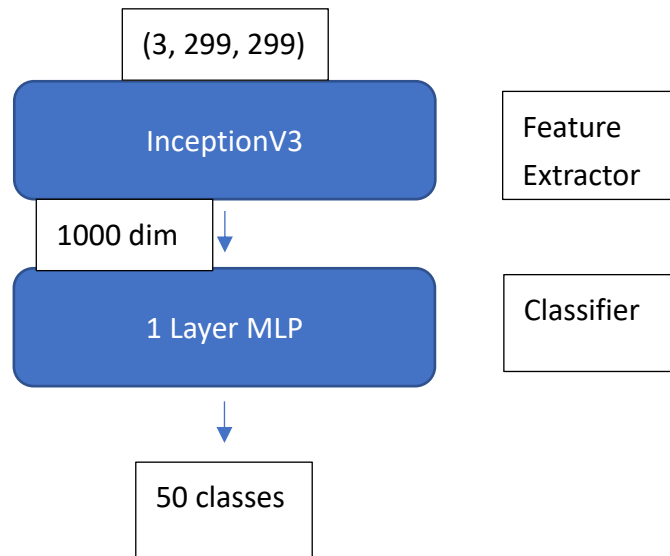 (3, 299, 299)
InceptionV3
Feature
Extractor
1000 dim
1 Layer MLP
Classifier
50 classes